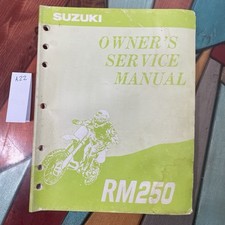 SUZUKI
OWNER'S
SERVICE
MANUAL
RM250